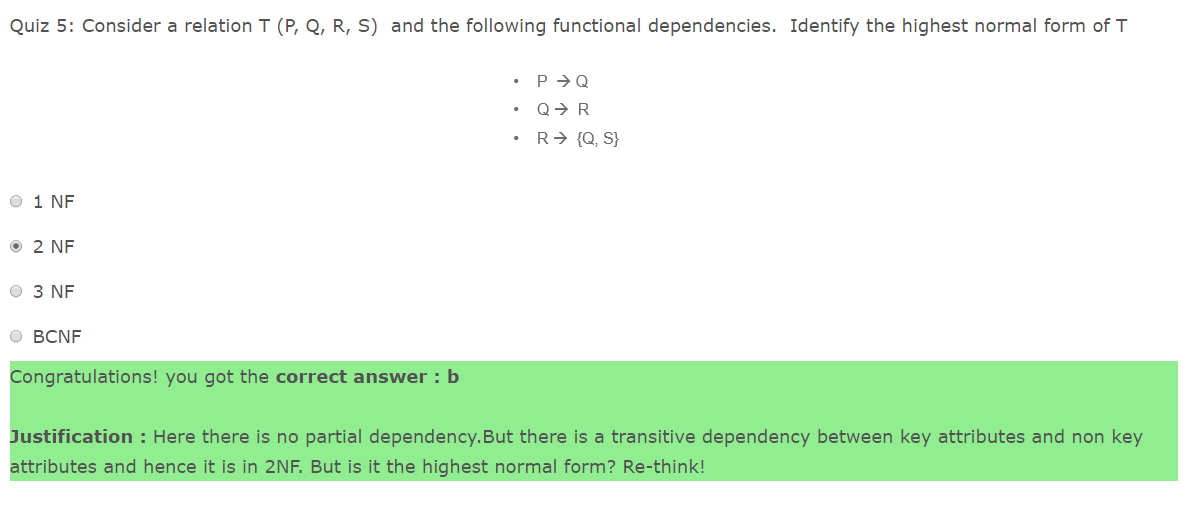 Quiz 5: Consider a relation T (P, Q, R, S)  and the following functional dependencies.  Identify the highest normal form of T
• P → Q
• Q → R
• R → {Q, S}
1 NF
2 NF
3 NF
BCNF
Congratulations! you got the correct answer : b
Justification : Here there is no partial dependency.But there is a transitive dependency between key attributes and non key
attributes and hence it is in 2NF. But is it the highest normal form? Re-think!